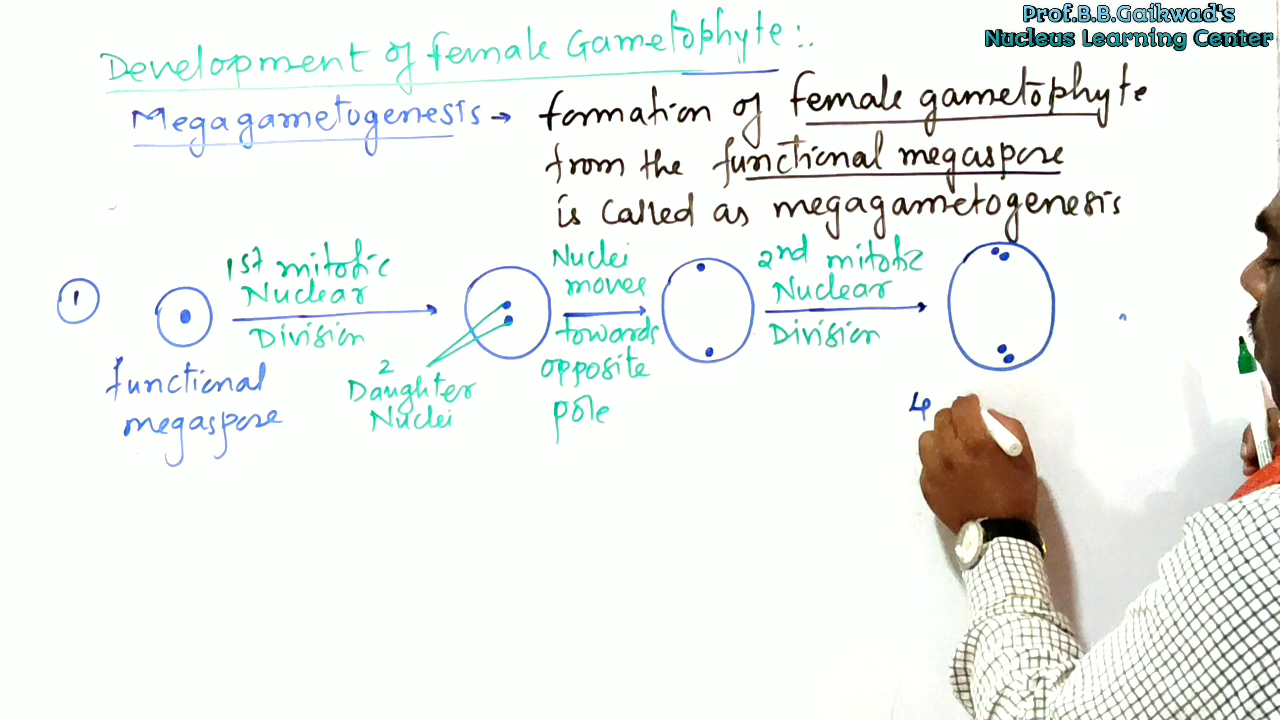 Prof.B.B.Gaikwad's
Nucleus Learning Center
Development of female Gametophyte:.
Megagametogenesis → formation of female gametophyte
from the functional megaspore
is called as megagametogenesis
1
1st mitotic
Nuclear
Division
Nuclei
moves
towards
opposite
pole
2nd mitotic
Nuclear
Division
functional
megaspore
2
Daughter
Nuclei
4